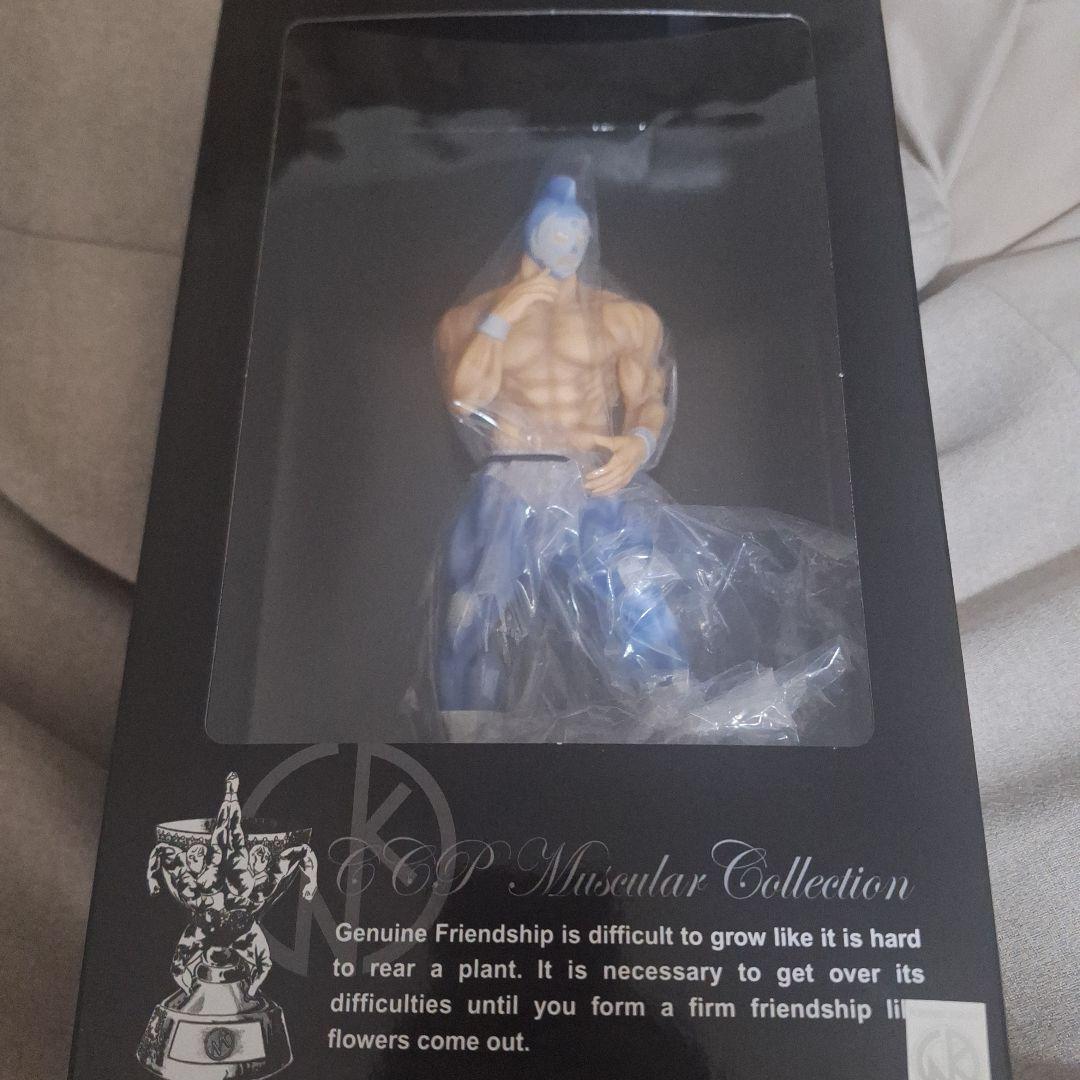 CCP Muscular Collection
Genuine Friendship is difficult to grow like it is hard
to rear a plant. It is necessary to get over its
difficulties until you form a firm friendship
flowers come out.